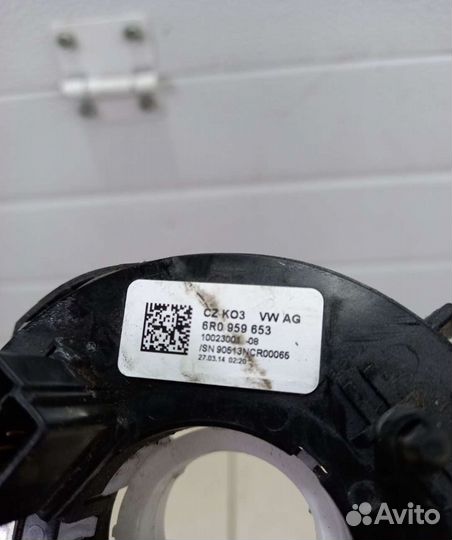 CZ KO3 VW AG
6R0 959 653
10023001 -08
/SN 90513NCR00065
27.03.14 02:20
Avito